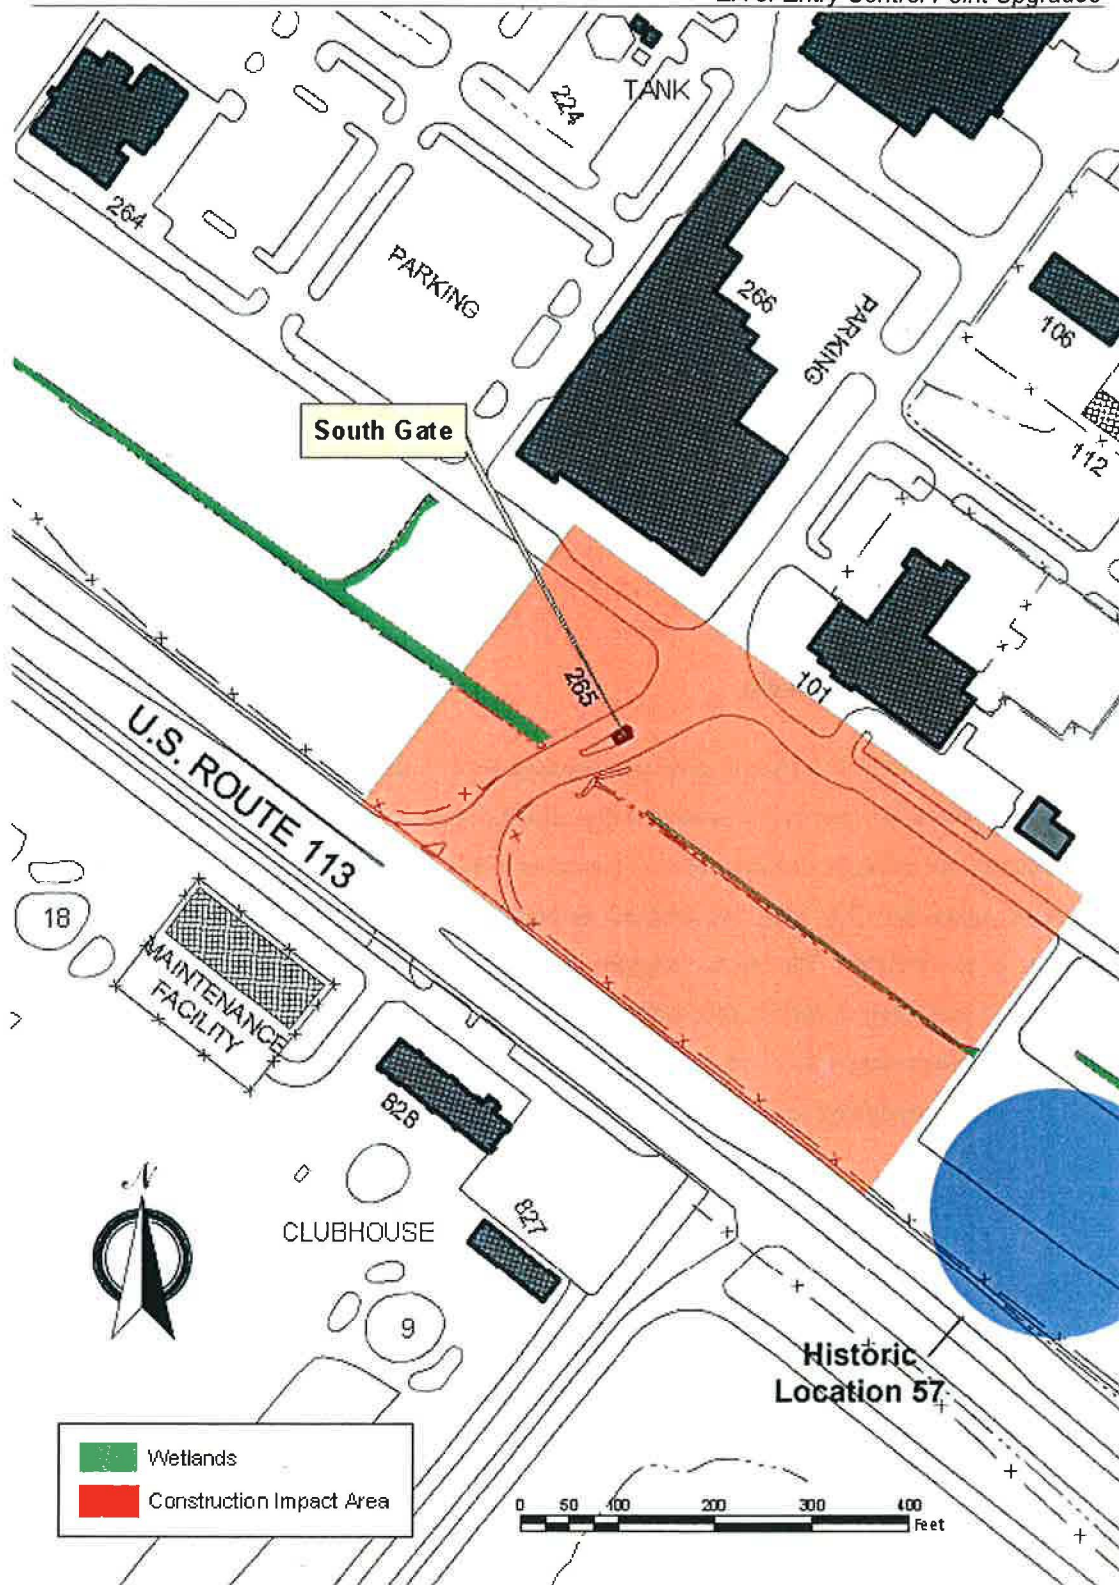 TANK
224
264
PARKING
266
PARKING
106
112
South Gate
265
101
U.S. ROUTE 113
18
MAINTENANCE
FACILITY
828
N
CLUBHOUSE
827
9
Historic
Location 57
Wetlands
Construction Impact Area
0 50 100 200 300 400
Feet